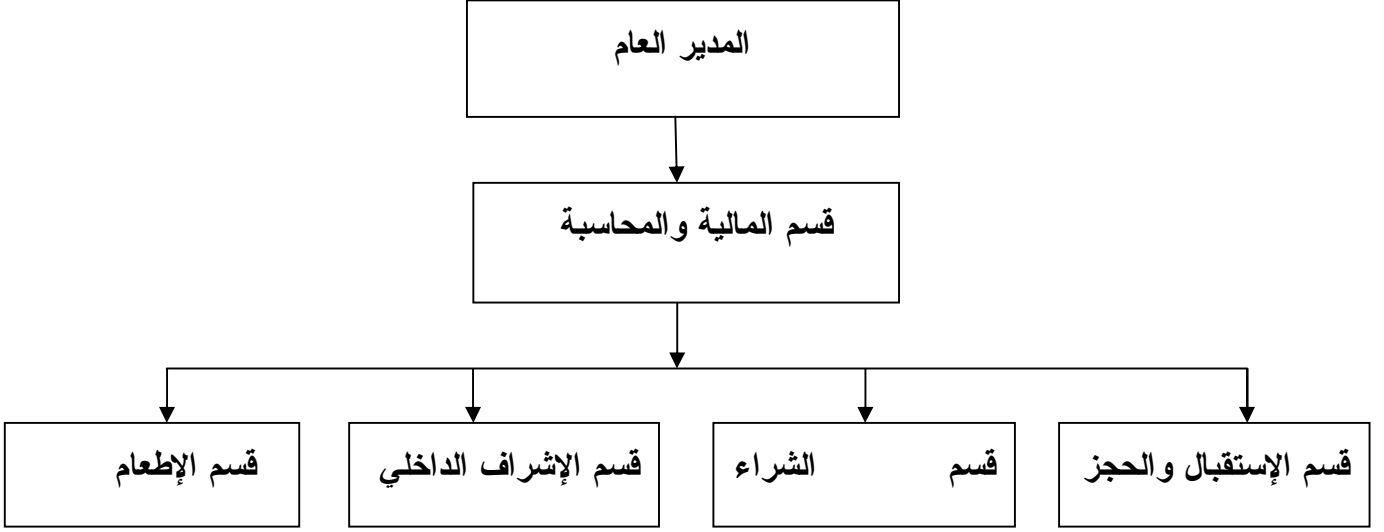 المدير العام
قسم المالية والمحاسبة
قسم الإستقبال والحجز
قسم الشراء
قسم الإشراف الداخلي
قسم الإطعام